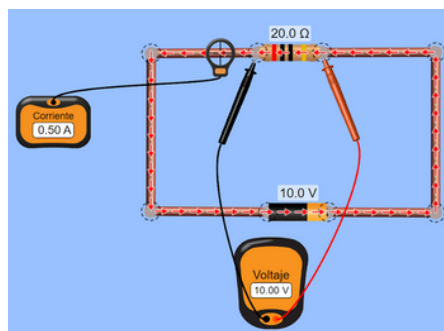 20.0 Ω
Corriente
0.50 A
10.0 V
Voltaje
10.00 V